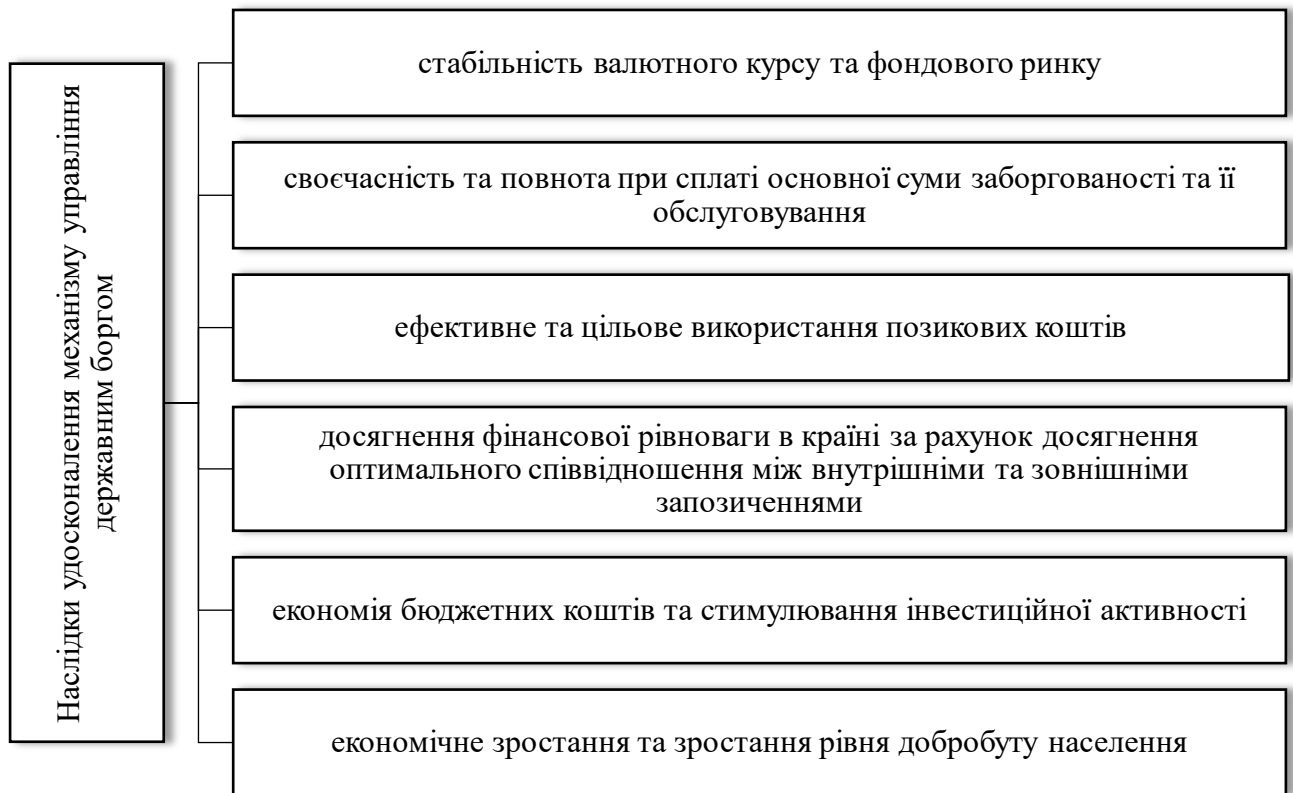 Наслідки удосконалення механізму управління
державним боргом
стабільність валютного курсу та фондового ринку
своєчасність та повнота при сплаті основної суми заборгованості та її
обслуговування
ефективне та цільове використання позикових коштів
досягнення фінансової рівноваги в країні за рахунок досягнення
оптимального співвідношення між внутрішніми та зовнішніми
запозиченнями
економія бюджетних коштів та стимулювання інвестиційної активності
економічне зростання та зростання рівня добробуту населення